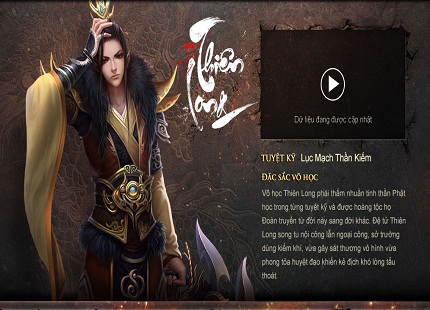 Thiên
Long
Dữ liệu đang được cập nhật
TUYỆT KỸ Lục Mạch Thần Kiếm
ĐẶC SẮC VÕ HỌC
Võ học Thiên Long phái thấm nhuần tinh thần Phật
học trong từng tuyệt kỹ và được hoàng tộc họ
Đoàn truyền từ đời này sang đời khác. Đệ tử Thiên
Long song tu nội công lẫn ngoại công, sở trường
dùng kiếm khí, vừa gây sát thương vô hình vừa
phong tỏa huyệt đạo khiến kẻ địch khó lòng tẩu
thoát.